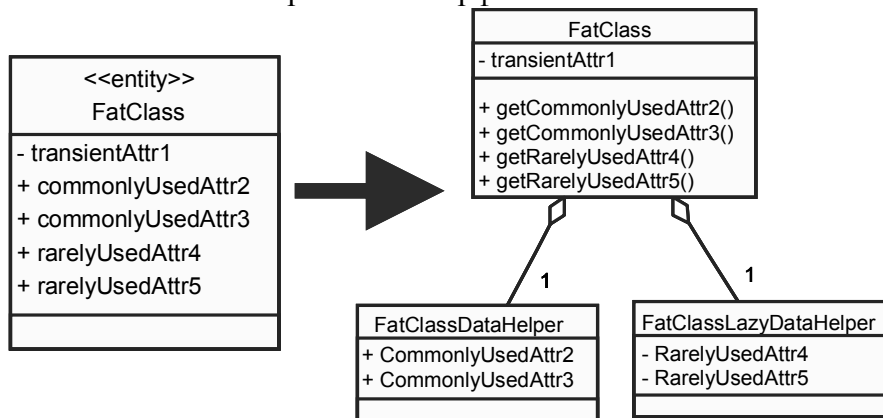 <<entity>>
FatClass
- transientAttr1
+ commonlyUsedAttr2
+ commonlyUsedAttr3
+ rarelyUsedAttr4
+ rarelyUsedAttr5
FatClass
- transientAttr1
+ getCommonlyUsedAttr2()
+ getCommonlyUsedAttr3()
+ getRarelyUsedAttr4()
+ getRarelyUsedAttr5()
1
1
FatClassDataHelper
+ CommonlyUsedAttr2
+ CommonlyUsedAttr3
FatClassLazyDataHelper
- RarelyUsedAttr4
- RarelyUsedAttr5